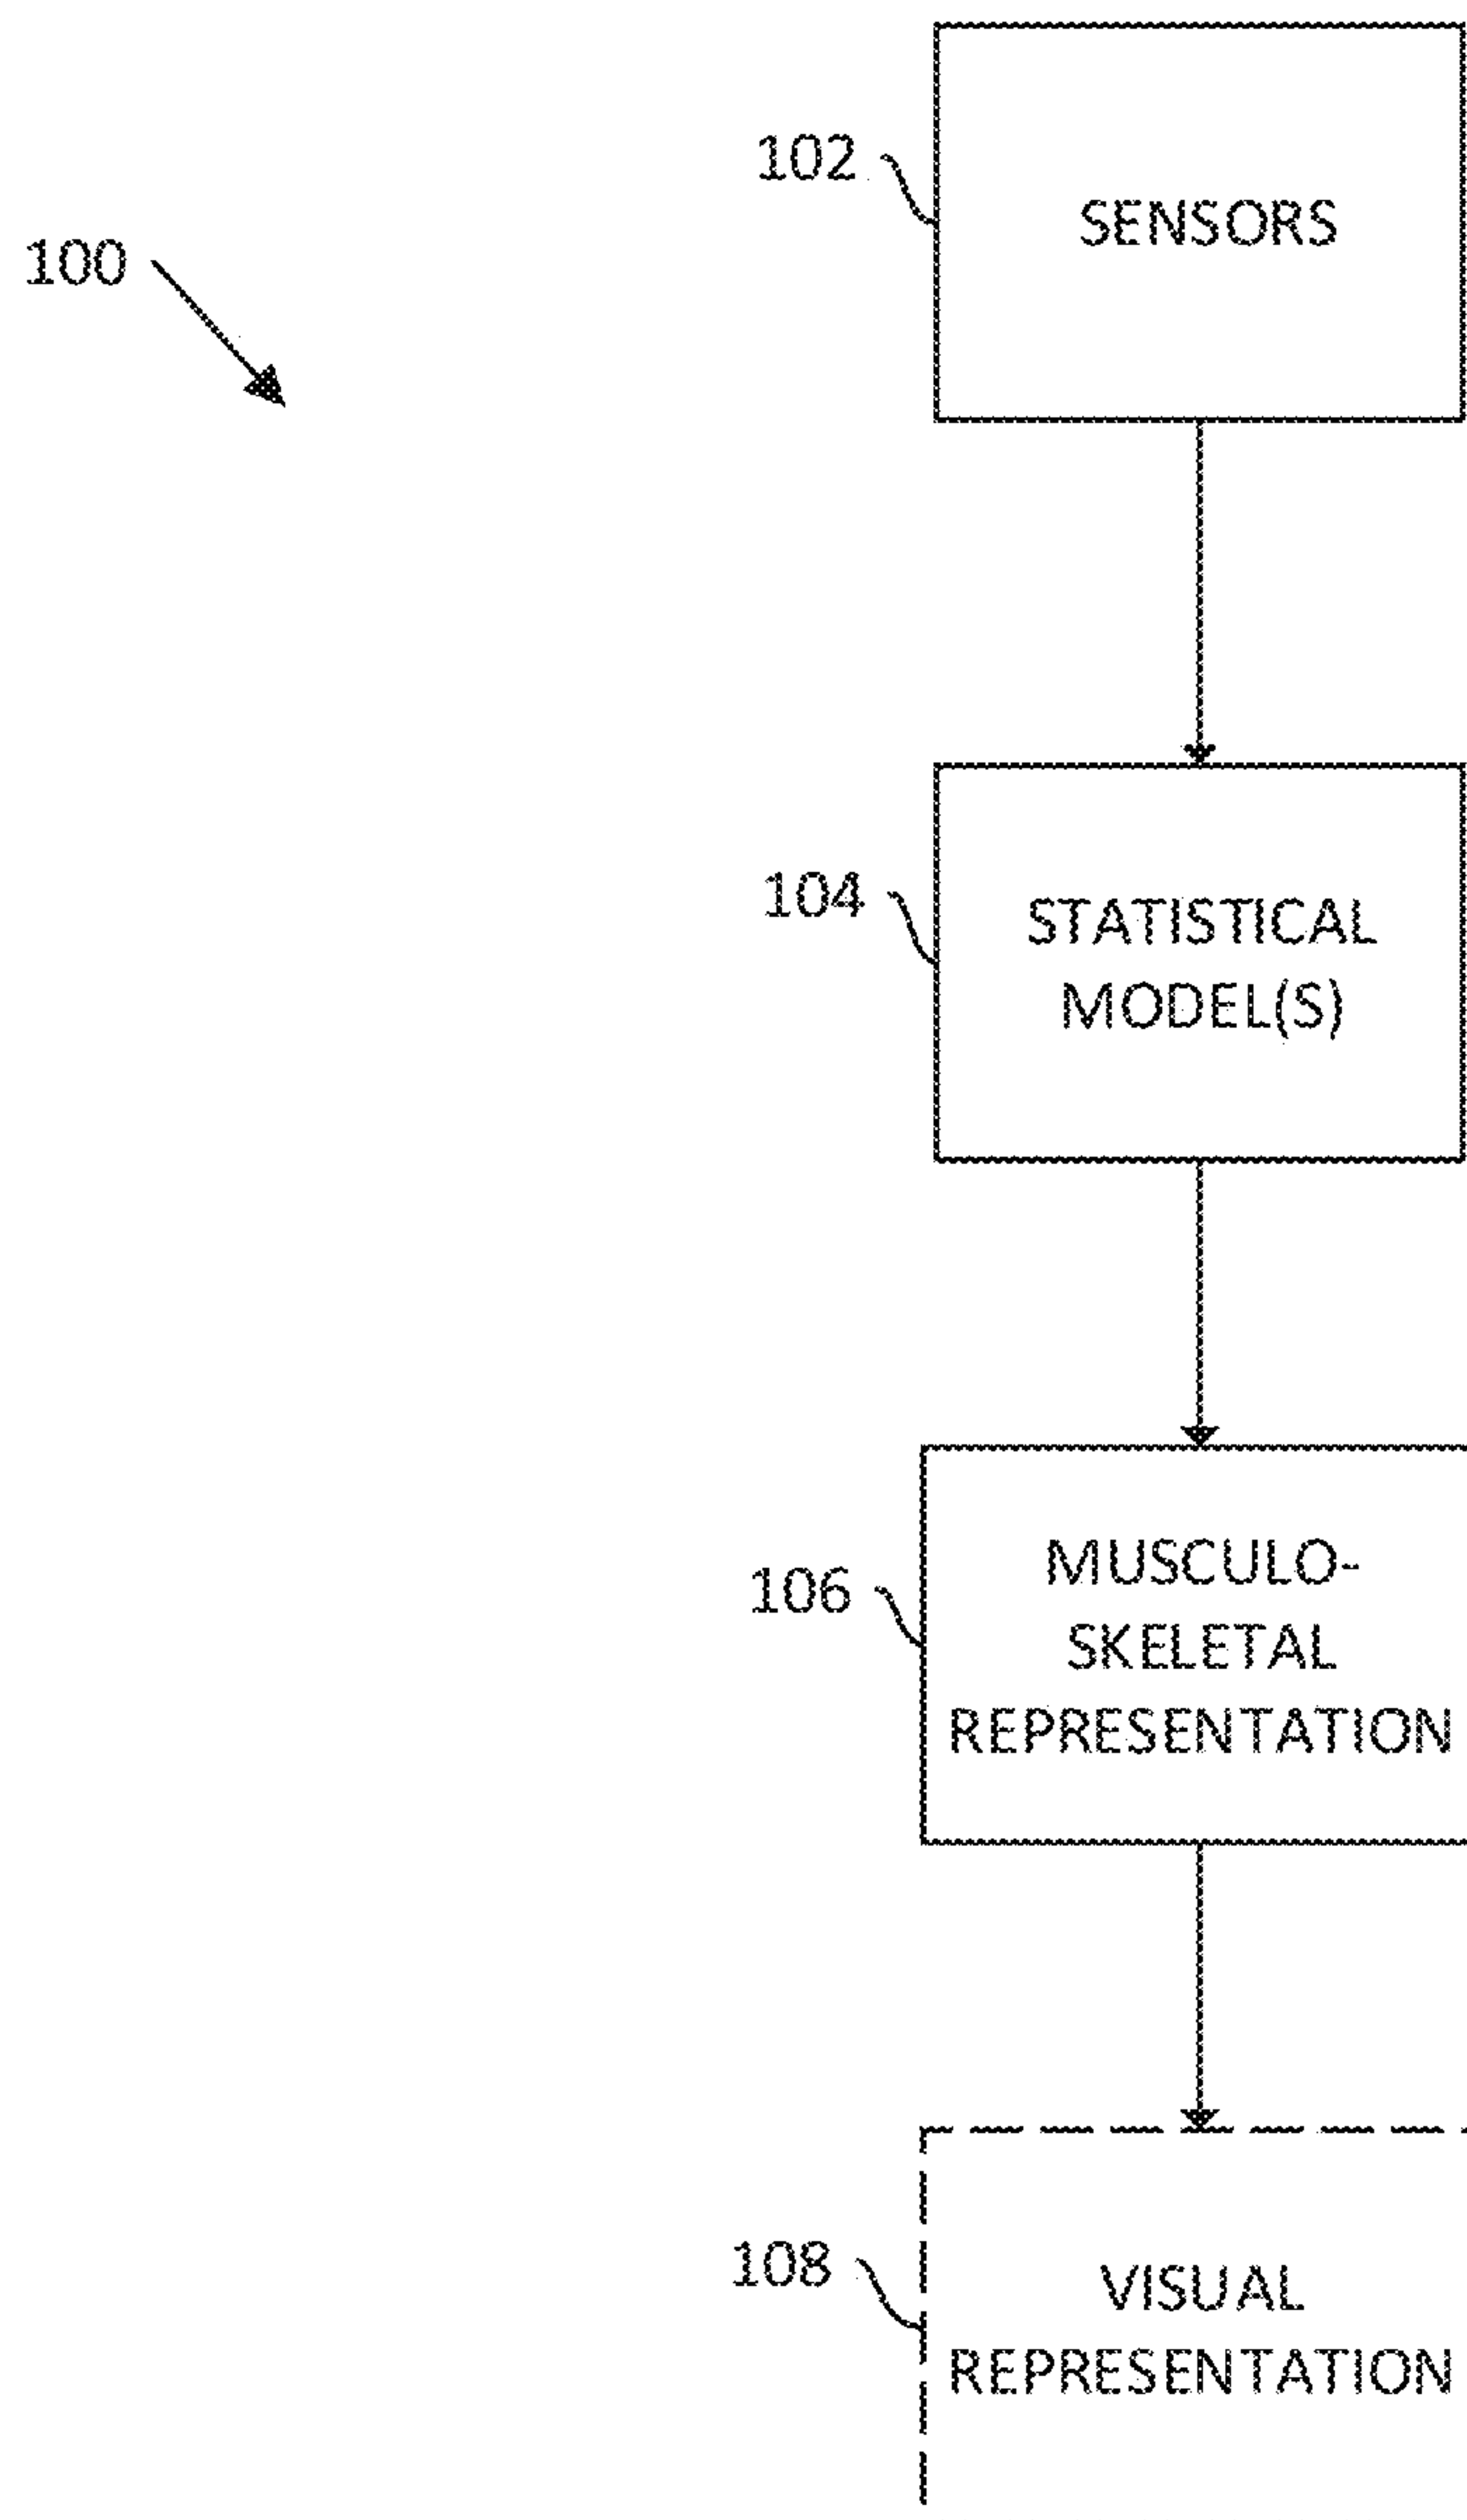 102
SENSORS
100
104
STATISTICAL
MODEL(S)
106
MUSCULO-
SKELETAL
REPRESENTATION
108
VISUAL
REPRESENTATION